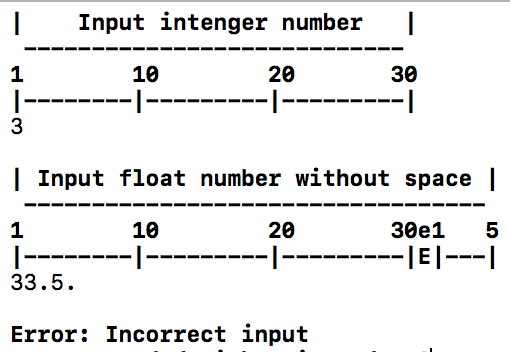 |    Input intenger number   |
 ----------------------------
1        10        20       30
|--------|---------|---------|
3
| Input float number without space |
 ----------------------------------
1        10        20       30e1   5
|--------|---------|---------|E|---|
33.5.
Error: Incorrect input